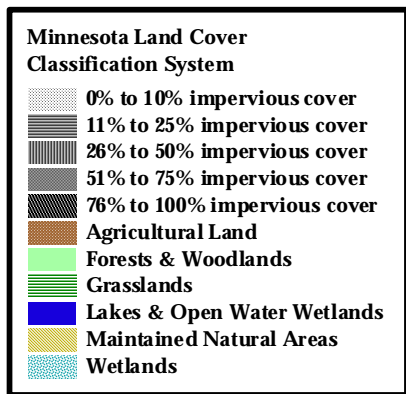 Minnesota Land Cover
Classification System
0% to 10% impervious cover
11% to 25% impervious cover
26% to 50% impervious cover
51% to 75% impervious cover
76% to 100% impervious cover
Agricultural Land
Forests & Woodlands
Grasslands
Lakes & Open Water Wetlands
Maintained Natural Areas
Wetlands